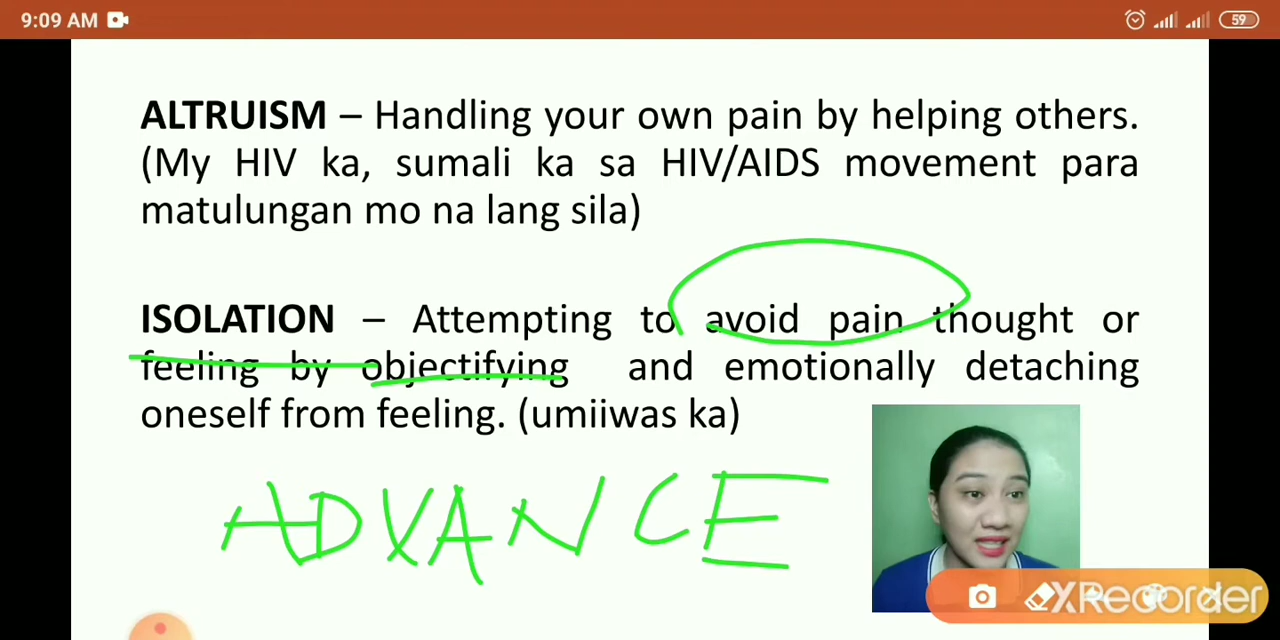 9:09 AM
59
ALTRUISM – Handling your own pain by helping others.
(My HIV ka, sumali ka sa HIV/AIDS movement para
matulungan mo na lang sila)
ISOLATION – Attempting to avoid pain thought or
feeling by objectifying and emotionally detaching
oneself from feeling. (umiiwas ka)
ADVANCE
XRecorder